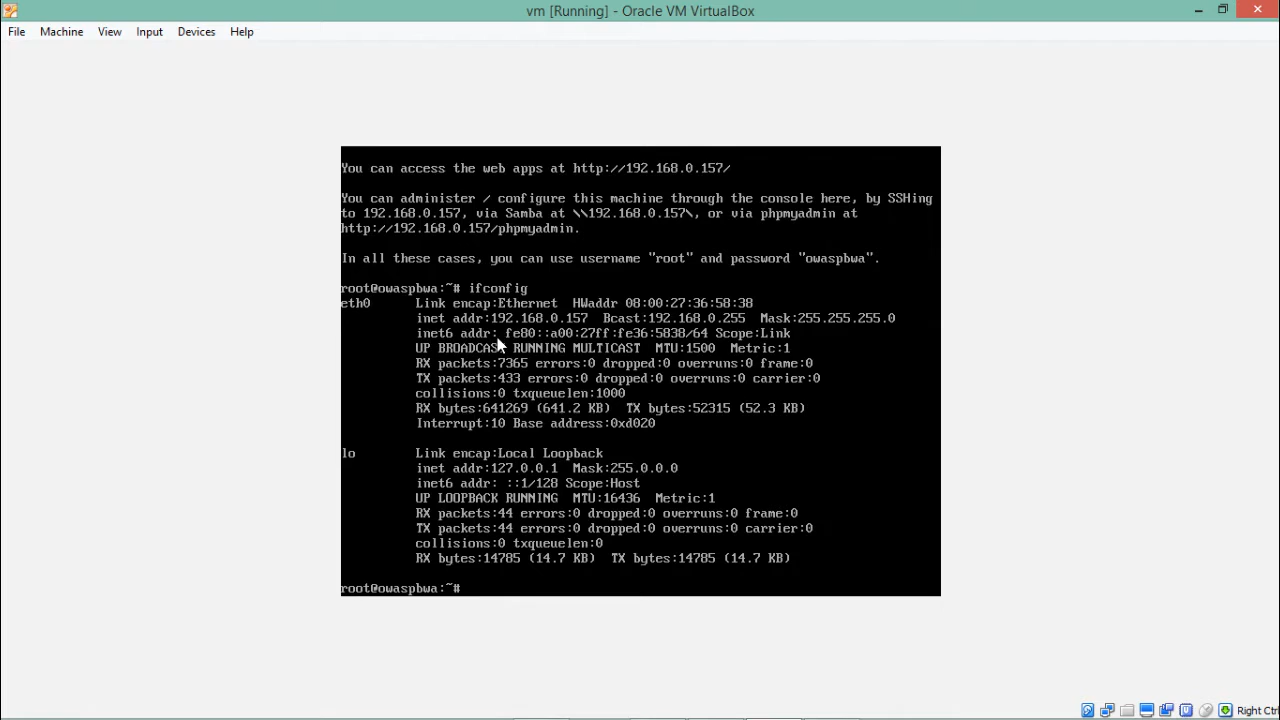 vm [Running] - Oracle VM VirtualBox
File Machine View Input Devices Help
You can access the web apps at http://192.168.0.157/
You can administer / configure this machine through the console here, by SSHing
to 192.168.0.157, via Samba at \\192.168.0.157\, or via phpmyadmin at
http://192.168.0.157/phpmyadmin.
In all these cases, you can use username "root" and password "owaspbwa".
root@owaspbwa:~# ifconfig
eth0 Link encap:Ethernet HWaddr 08:00:27:36:58:38
inet addr:192.168.0.157 Bcast:192.168.0.255 Mask:255.255.255.0
inet6 addr: fe80::a00:27ff:fe36:5838/64 Scope:Link
UP BROADCAST RUNNING MULTICAST MTU:1500 Metric:1
RX packets:7365 errors:0 dropped:0 overruns:0 frame:0
TX packets:433 errors:0 dropped:0 overruns:0 carrier:0
collisions:0 txqueuelen:1000
RX bytes:641269 (641.2 KB) TX bytes:52315 (52.3 KB)
Interrupt:10 Base address:0xd020
lo Link encap:Local Loopback
inet addr:127.0.0.1 Mask:255.0.0.0
inet6 addr: ::1/128 Scope:Host
UP LOOPBACK RUNNING MTU:16436 Metric:1
RX packets:44 errors:0 dropped:0 overruns:0 frame:0
TX packets:44 errors:0 dropped:0 overruns:0 carrier:0
collisions:0 txqueuelen:0
RX bytes:14785 (14.7 KB) TX bytes:14785 (14.7 KB)
root@owaspbwa:~#
Right Ctrl